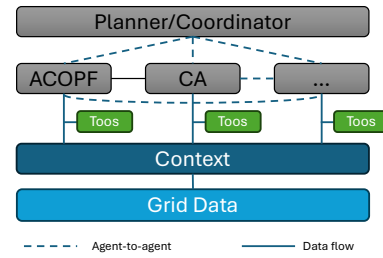 Planner/Coordinator
ACOPF CA ...
Toos Toos Toos
Context
Grid Data
Agent-to-agent Data flow